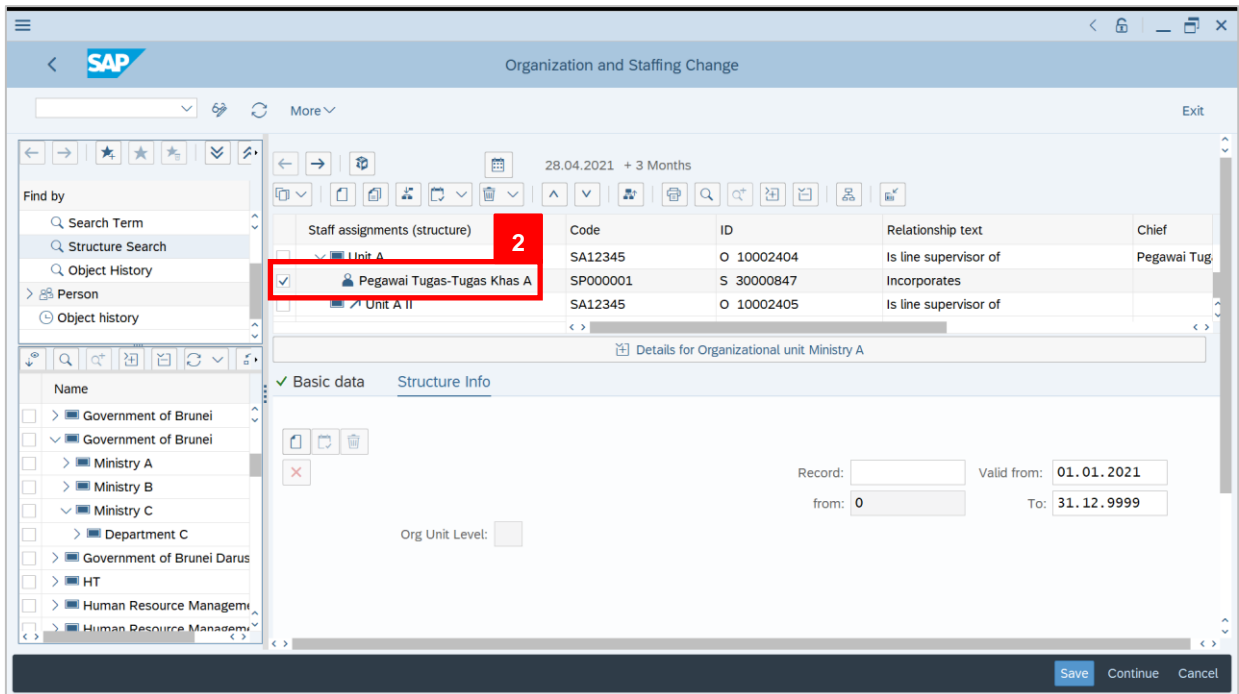 SAP
Organization and Staffing Change
More
Exit
28.04.2021 + 3 Months
Find by
Search Term
Structure Search
Object History
Person
Object history
Staff assignments (structure) Code ID Relationship text Chief
2
Unit A SA12345 O 10002404 Is line supervisor of Pegawai Tug
Pegawai Tugas-Tugas Khas A SP000001 S 30000847 Incorporates
Unit A II SA12345 O 10002405 Is line supervisor of
Details for Organizational unit Ministry A
Basic data Structure Info
Name
Government of Brunei
Government of Brunei
Ministry A
Ministry B
Ministry C
Department C
Government of Brunei Darus
HT
Human Resource Manageme
Human Resource Manageme
Record: Valid from: 01.01.2021
from: 0 To: 31.12.9999
Org Unit Level:
Save Continue Cancel